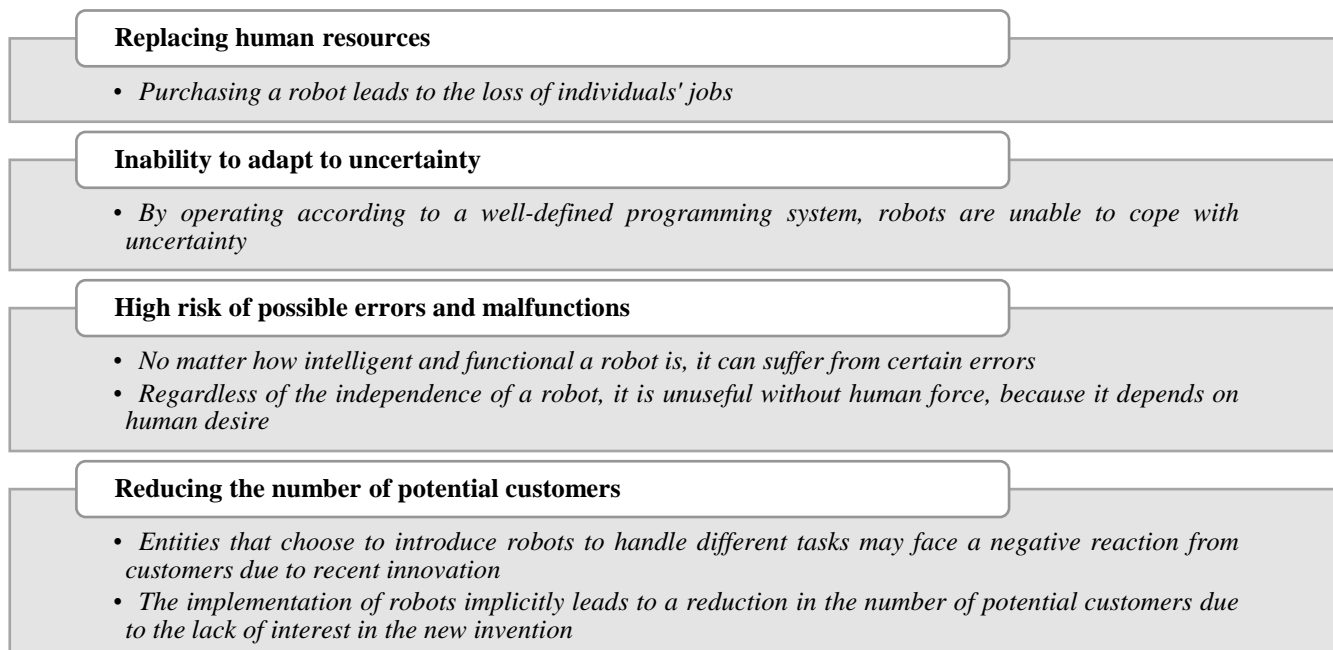 Replacing human resources
• Purchasing a robot leads to the loss of individuals' jobs
Inability to adapt to uncertainty
• By operating according to a well-defined programming system, robots are unable to cope with
uncertainty
High risk of possible errors and malfunctions
• No matter how intelligent and functional a robot is, it can suffer from certain errors
• Regardless of the independence of a robot, it is unuseful without human force, because it depends on
human desire
Reducing the number of potential customers
• Entities that choose to introduce robots to handle different tasks may face a negative reaction from
customers due to recent innovation
• The implementation of robots implicitly leads to a reduction in the number of potential customers due
to the lack of interest in the new invention